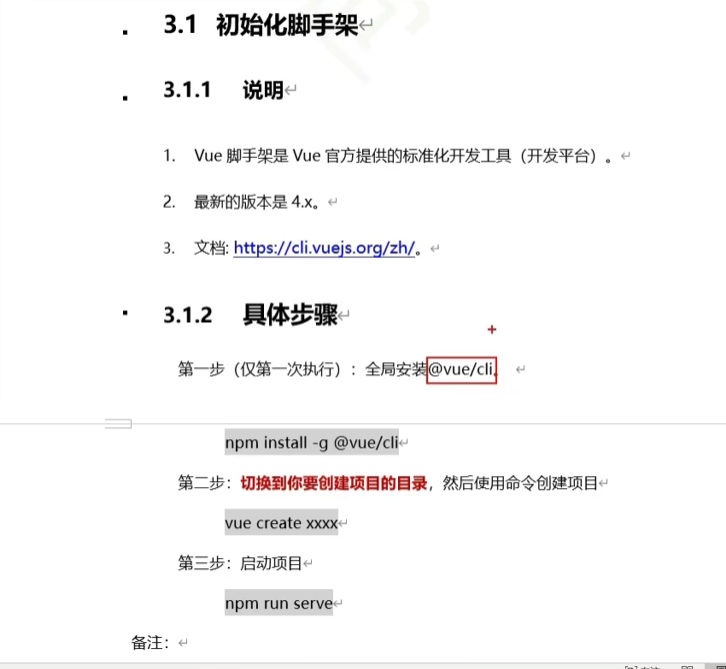 3.1 初始化脚手架
3.1.1 说明
1. Vue 脚手架是 Vue 官方提供的标准化开发工具（开发平台）。
2. 最新的版本是 4.x。
3. 文档: https://cli.vuejs.org/zh/。
3.1.2 具体步骤
第一步（仅第一次执行）：全局安装@vue/cli。
npm install -g @vue/cli
第二步：切换到你要创建项目的目录，然后使用命令创建项目
vue create xxxx
第三步：启动项目
npm run serve
备注：